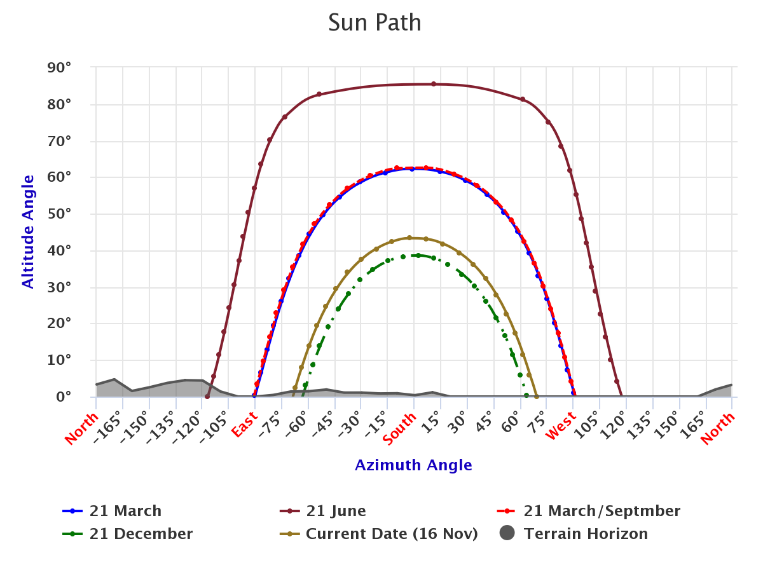 Sun Path
90°
80°
70°
60°
50°
40°
30°
20°
10°
0°
Altitude Angle
North -165° -150° -135° -120° -105° East -75° -60° -45° -30° -15° South 15° 30° 45° 60° 75° West 105° 120° 135° 150° 165° North
Azimuth Angle
21 March 21 June 21 March/Septmber
21 December Current Date (16 Nov) Terrain Horizon